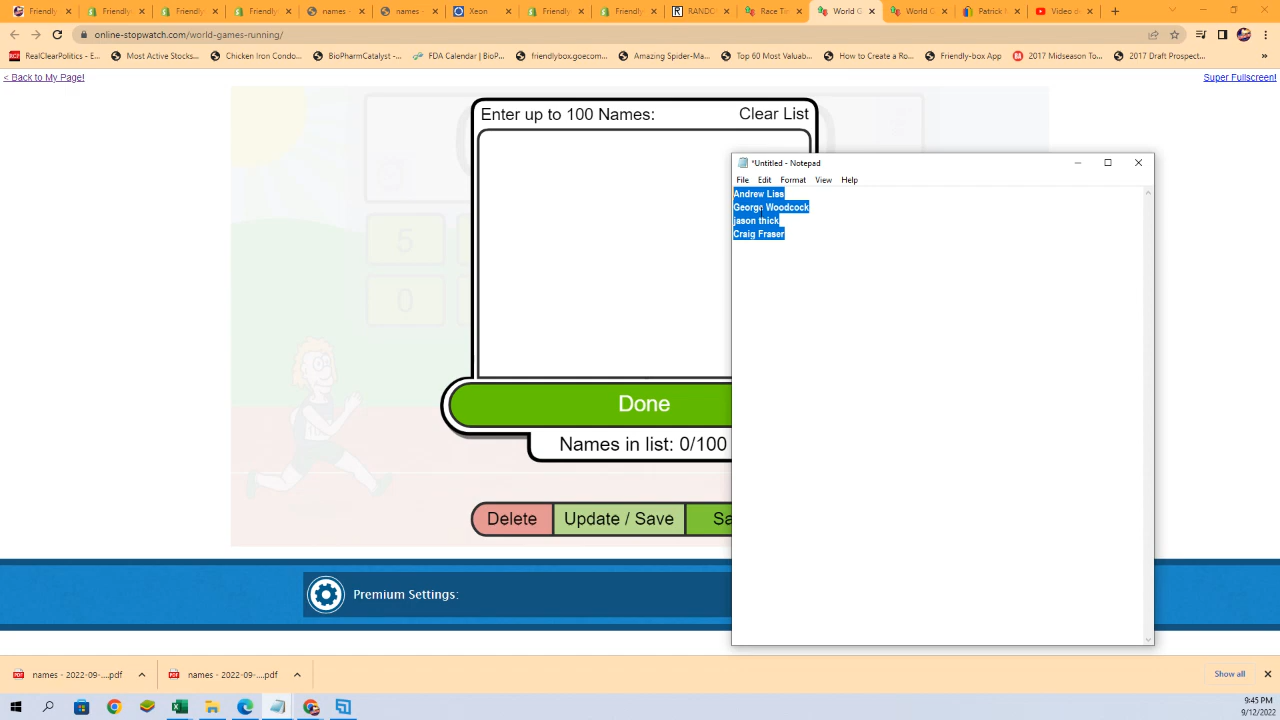 Friendly
Friendly
Friendly
Friendly
names -
names -
Xeon
Friendly
Friendly
RANDO
Race Tim
World G
World G
Patrick M
Video de
online-stopwatch.com/world-games-running/
RealClearPolitics - E...
Most Active Stocks...
Chicken Iron Condo...
BioPharmCatalyst -...
FDA Calendar | BioP...
friendlybox.goecom...
Amazing Spider-Ma...
Top 60 Most Valuab...
How to Create a Ro...
Friendly-box App
2017 Midseason To...
2017 Draft Prospect...
< Back to My Page!
Super Fullscreen!
Enter up to 100 Names:
Clear List
*Untitled - Notepad
File Edit Format View Help
Andrew Liss
George Woodcock
jason thick
Craig Fraser
5
0
Done
Names in list: 0/100
Delete
Update / Save
Sa
Premium Settings:
names - 2022-09-....pdf
names - 2022-09-....pdf
Show all
9:45 PM
9/12/2022